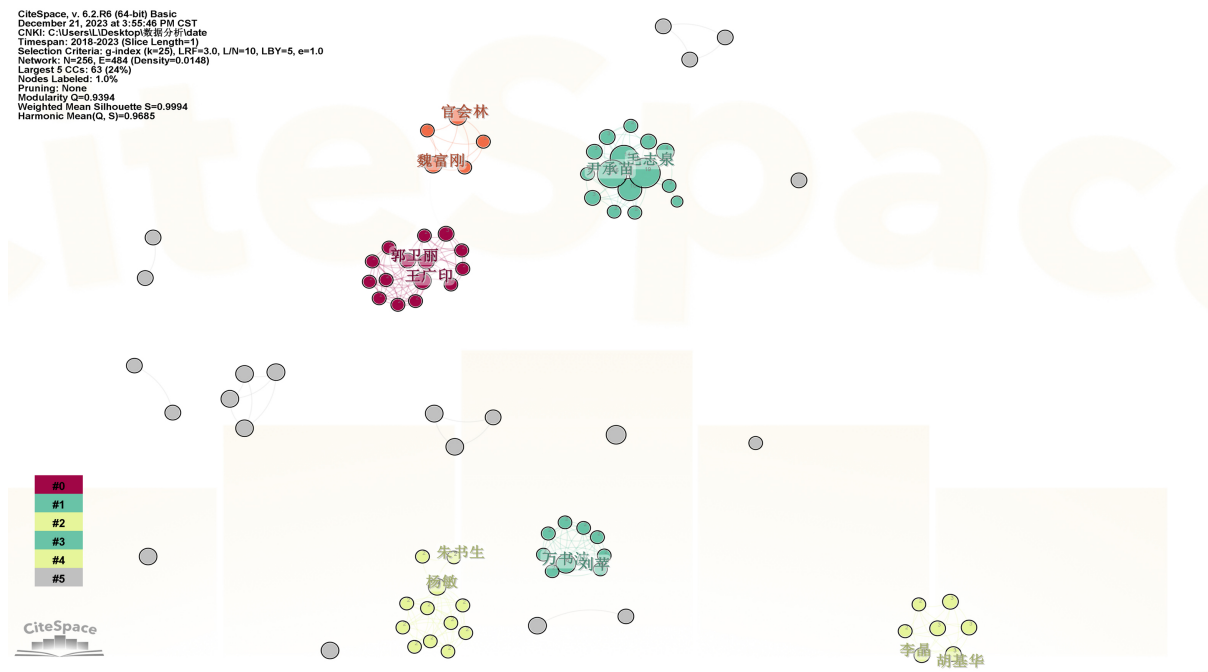 CiteSpace, v. 6.2.R6 (64-bit) Basic
December 21, 2023 at 3:55:46 PM CST
CNKI: C:\Users\L\Desktop\数据分析\date
Timespan: 2018-2023 (Slice Length=1)
Selection Criteria: g-index (k=25), LRF=3.0, L/N=10, LBY=5, e=1.0
Network: N=256, E=484 (Density=0.0148)
Largest 5 CCs: 63 (24%)
Nodes Labeled: 1.0%
Pruning: None
Modularity Q=0.9394
Weighted Mean Silhouette S=0.9994
Harmonic Mean(Q, S)=0.9685
CiteSpace
官会林
魏富刚
毛志泉
尹承苗
郭卫丽
王广印
#0
#1
#2
#3
#4
#5
朱书生
杨敏
刘苹
李晶
胡基华
CiteSpace